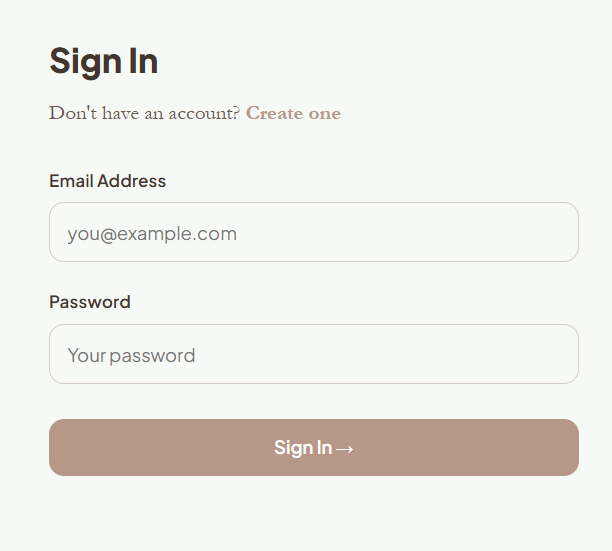 Sign In
Don't have an account? Create one
Email Address
you@example.com
Password
Your password
Sign In →